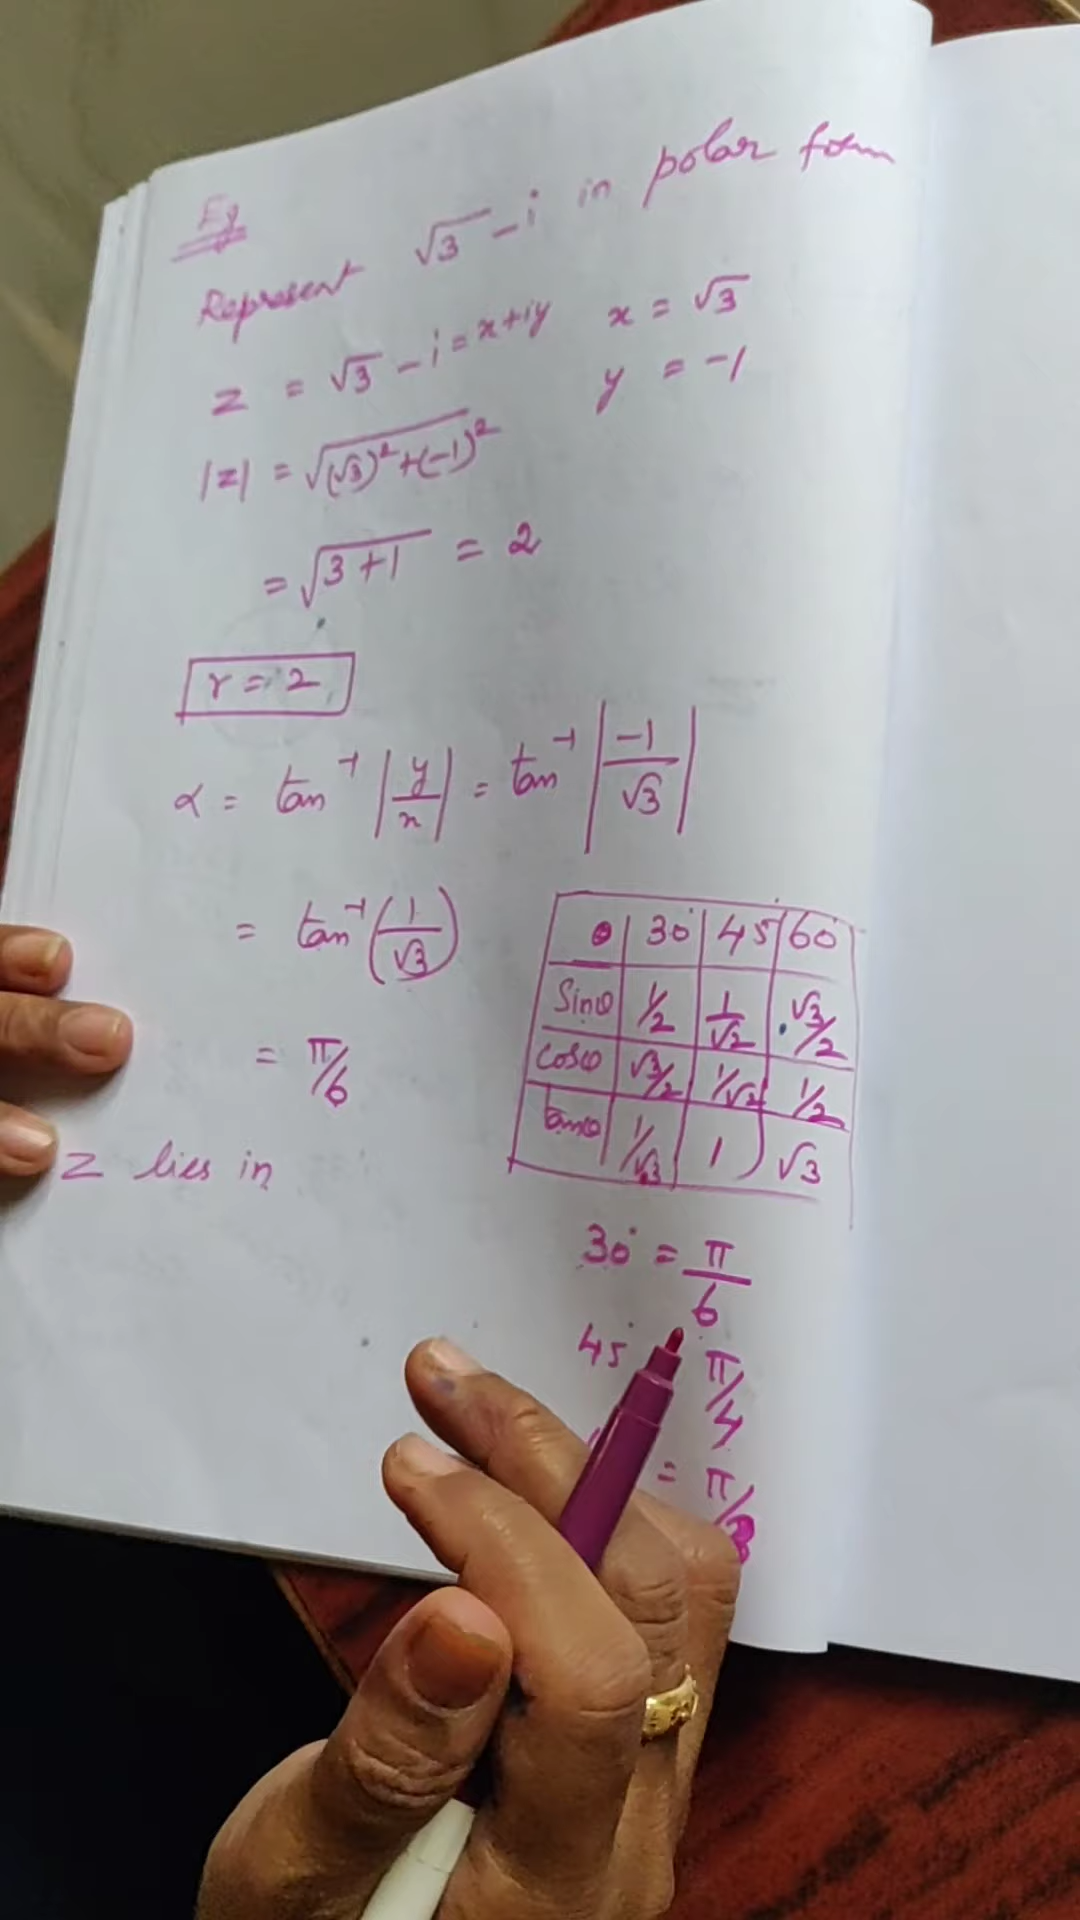 Eg
Represent √3 - i in polar form
z = √3 - i = x+iy x = √3
y = -1
|z| = √((√3)² + (-1)²)
= √(3+1) = 2
r = 2
α = tan⁻¹ |y/x| = tan⁻¹ |-1/√3|
= tan⁻¹ (1/√3)
= π/6
θ | 30° | 45° | 60°
Sinθ | 1/2 | 1/√2 | √3/2
Cosθ | √3/2 | 1/√2 | 1/2
tanθ | 1/√3 | 1 | √3
z lies in
30° = π/6
45° π/4
= π/3